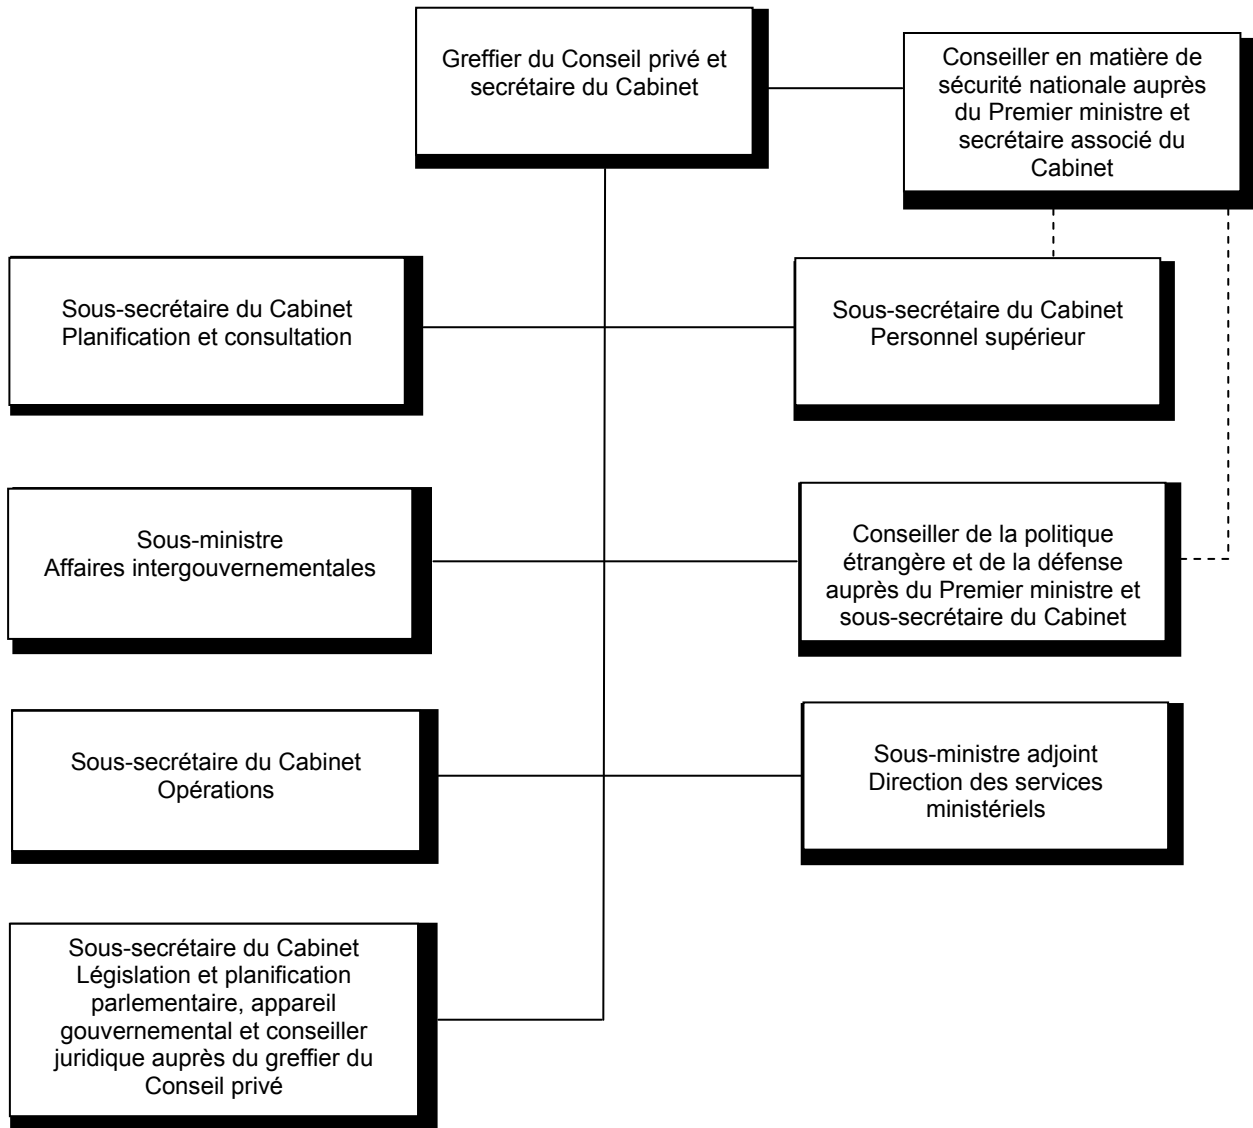 Greffier du Conseil privé et
secrétaire du Cabinet
Conseiller en matière de
sécurité nationale auprès
du Premier ministre et
secrétaire associé du
Cabinet
Sous-secrétaire du Cabinet
Planification et consultation
Sous-secrétaire du Cabinet
Personnel supérieur
Sous-ministre
Affaires intergouvernementales
Conseiller de la politique
étrangère et de la défense
auprès du Premier ministre et
sous-secrétaire du Cabinet
Sous-secrétaire du Cabinet
Opérations
Sous-ministre adjoint
Direction des services
ministériels
Sous-secrétaire du Cabinet
Législation et planification
parlementaire, appareil
gouvernemental et conseiller
juridique auprès du greffier du
Conseil privé